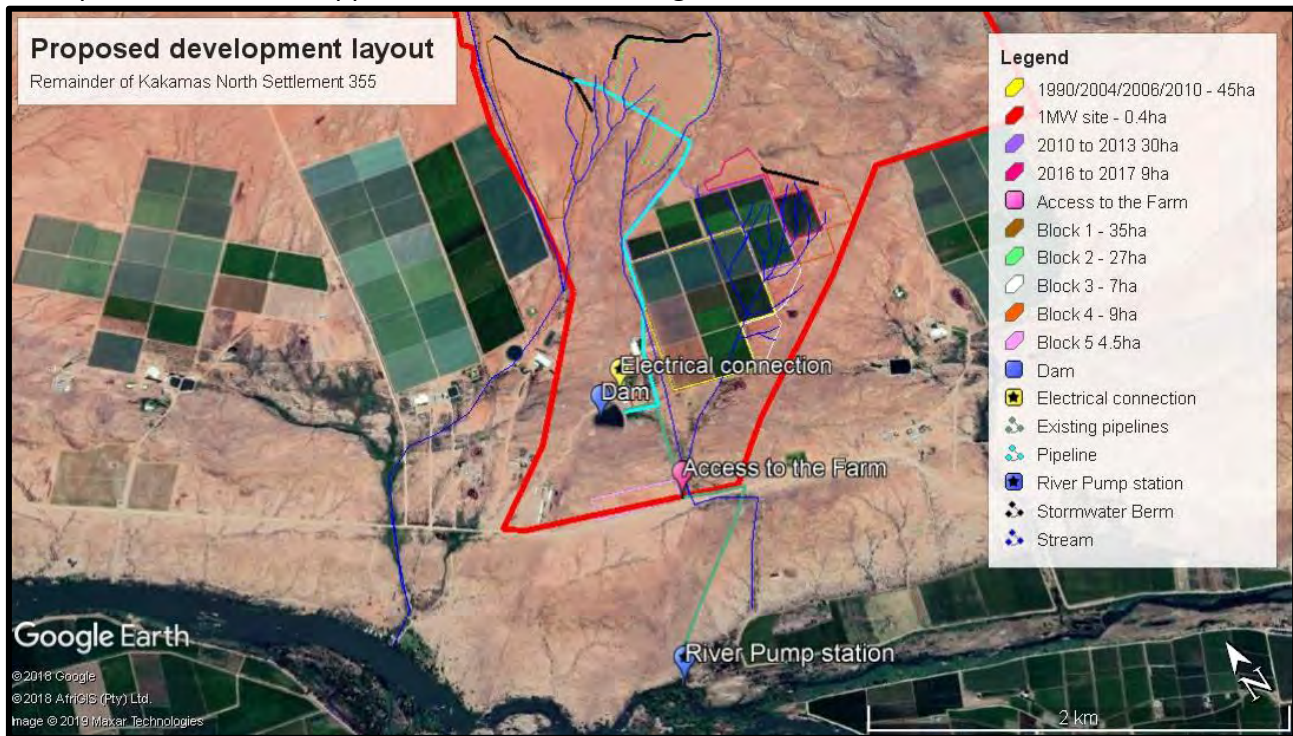 Proposed development layout
Remainder of Kakamas North Settlement 355
Legend
1990/2004/2006/2010 - 45ha
1MW site - 0.4ha
2010 to 2013 30ha
2016 to 2017 9ha
Access to the Farm
Block 1 - 35ha
Block 2 - 27ha
Block 3 - 7ha
Block 4 - 9ha
Block 5 4.5ha
Dam
Electrical connection
Existing pipelines
Pipeline
River Pump station
Stormwater Berm
Stream
Electrical connection
Dam
Access to the Farm
River Pump station
Google Earth
©2018 Google
©2018 AfriGIS (Pty) Ltd.
Image ©2019 Maxar Technologies
N
2 km